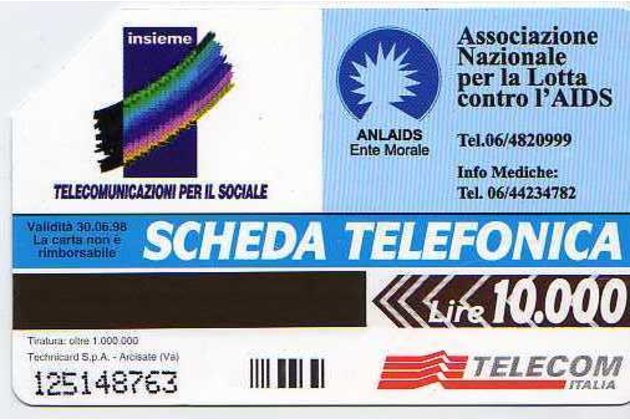 insieme
TELECOMUNICAZIONI PER IL SOCIALE
ANLAIDS
Ente Morale
Associazione
Nazionale
per la Lotta
contro l'AIDS
Tel.06/4820999
Info Mediche:
Tel. 06/44234782
Validità 30.06.98
La carta non è
rimborsabile
SCHEDA TELEFONICA
Lire 10.000
Tiratura: oltre 1.000.000
Technicard S.p.A. - Arcisate (Va)
125148763
TELECOM
ITALIA